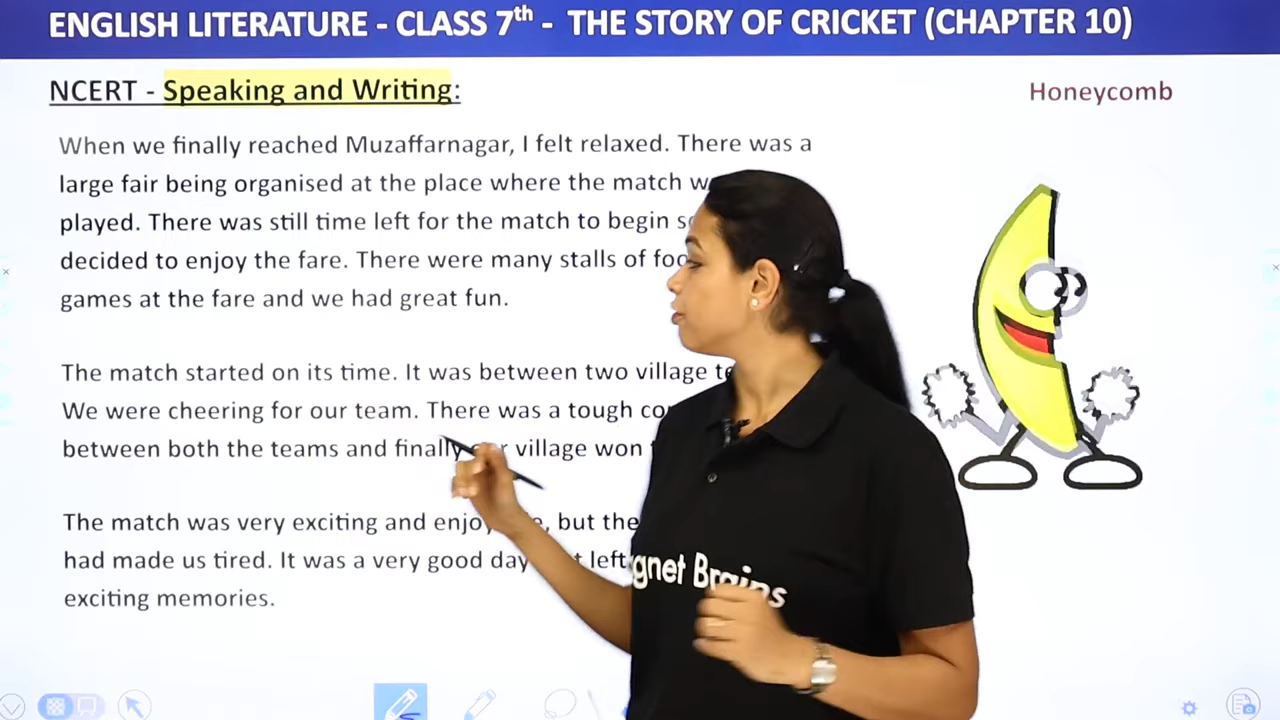 ENGLISH LITERATURE - CLASS 7th - THE STORY OF CRICKET (CHAPTER 10)
NCERT - Speaking and Writing:
Honeycomb
When we finally reached Muzaffarnagar, I felt relaxed. There was a
large fair being organised at the place where the match
played. There was still time left for the match to begin
decided to enjoy the fare. There were many stalls of
games at the fare and we had great fun.
The match started on its time. It was between two village
We were cheering for our team. There was a tough
between both the teams and finally village won
The match was very exciting and but the
had made us tired. It was a very good day left
exciting memories.
gnet Brains